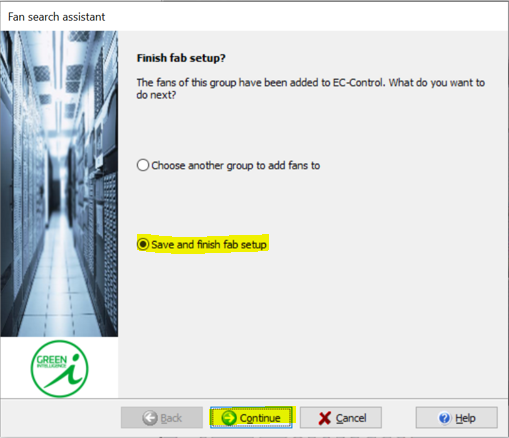 Fan search assistant
Finish fab setup?
The fans of this group have been added to EC-Control. What do you want to
do next?
Choose another group to add fans to
Save and finish fab setup
GREEN
INTELLIGENCE
i
Back
Continue
Cancel
Help